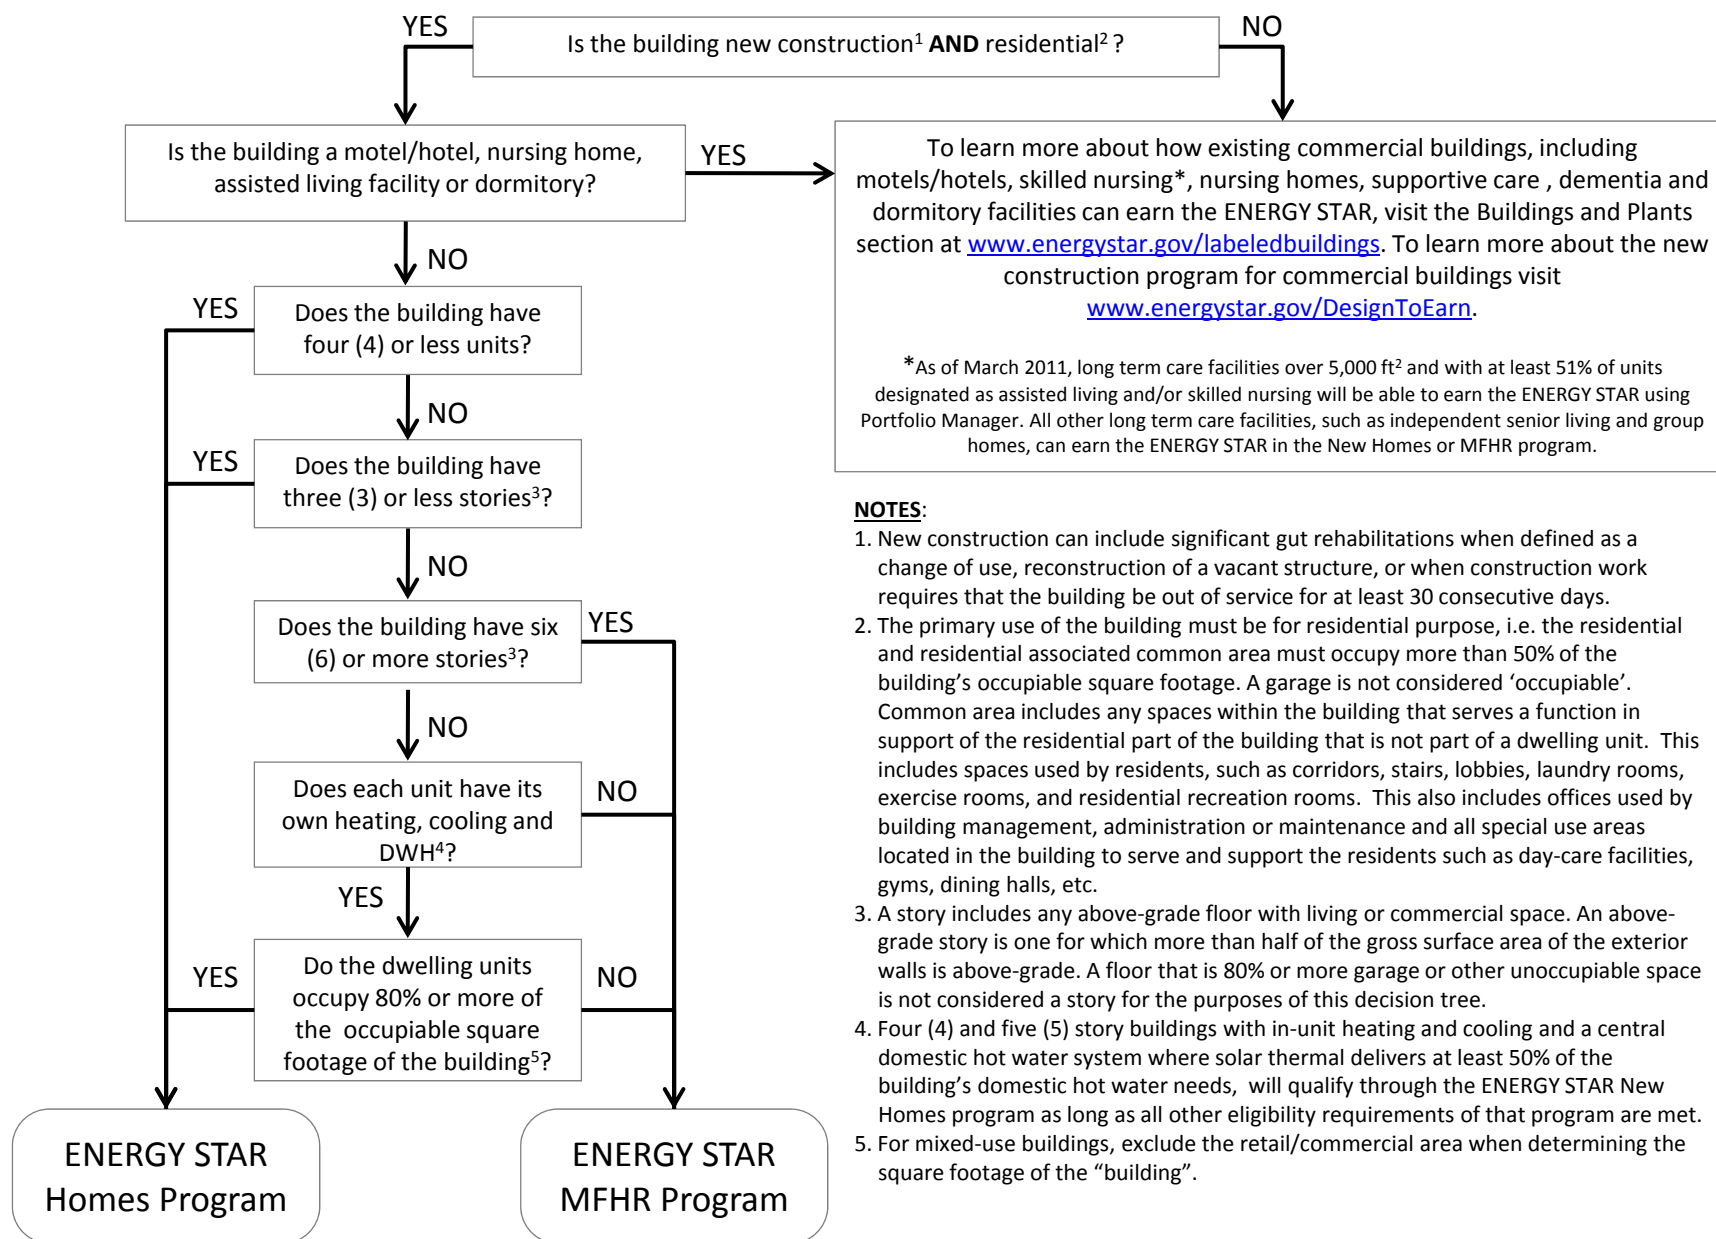 YES
Is the building new construction¹ AND residential² ?
NO
Is the building a motel/hotel, nursing home,
assisted living facility or dormitory?
YES
To learn more about how existing commercial buildings, including
motels/hotels, skilled nursing*, nursing homes, supportive care , dementia and
dormitory facilities can earn the ENERGY STAR, visit the Buildings and Plants
section at www.energystar.gov/labeledbuildings. To learn more about the new
construction program for commercial buildings visit
www.energystar.gov/DesignToEarn.
*As of March 2011, long term care facilities over 5,000 ft² and with at least 51% of units
designated as assisted living and/or skilled nursing will be able to earn the ENERGY STAR using
Portfolio Manager. All other long term care facilities, such as independent senior living and group
homes, can earn the ENERGY STAR in the New Homes or MFHR program.
NO
YES
Does the building have
four (4) or less units?
NO
YES
Does the building have
three (3) or less stories³?
NO
Does the building have six
(6) or more stories³?
YES
NO
Does each unit have its
own heating, cooling and
DWH⁴?
NO
YES
YES
Do the dwelling units
occupy 80% or more of
the occupiable square
footage of the building⁵?
NO
ENERGY STAR
Homes Program
ENERGY STAR
MFHR Program
NOTES:
1. New construction can include significant gut rehabilitations when defined as a
change of use, reconstruction of a vacant structure, or when construction work
requires that the building be out of service for at least 30 consecutive days.
2. The primary use of the building must be for residential purpose, i.e. the residential
and residential associated common area must occupy more than 50% of the
building’s occupiable square footage. A garage is not considered ‘occupiable’.
Common area includes any spaces within the building that serves a function in
support of the residential part of the building that is not part of a dwelling unit. This
includes spaces used by residents, such as corridors, stairs, lobbies, laundry rooms,
exercise rooms, and residential recreation rooms. This also includes offices used by
building management, administration or maintenance and all special use areas
located in the building to serve and support the residents such as day-care facilities,
gyms, dining halls, etc.
3. A story includes any above-grade floor with living or commercial space. An above-
grade story is one for which more than half of the gross surface area of the exterior
walls is above-grade. A floor that is 80% or more garage or other unoccupiable space
is not considered a story for the purposes of this decision tree.
4. Four (4) and five (5) story buildings with in-unit heating and cooling and a central
domestic hot water system where solar thermal delivers at least 50% of the
building’s domestic hot water needs, will qualify through the ENERGY STAR New
Homes program as long as all other eligibility requirements of that program are met.
5. For mixed-use buildings, exclude the retail/commercial area when determining the
square footage of the “building”.